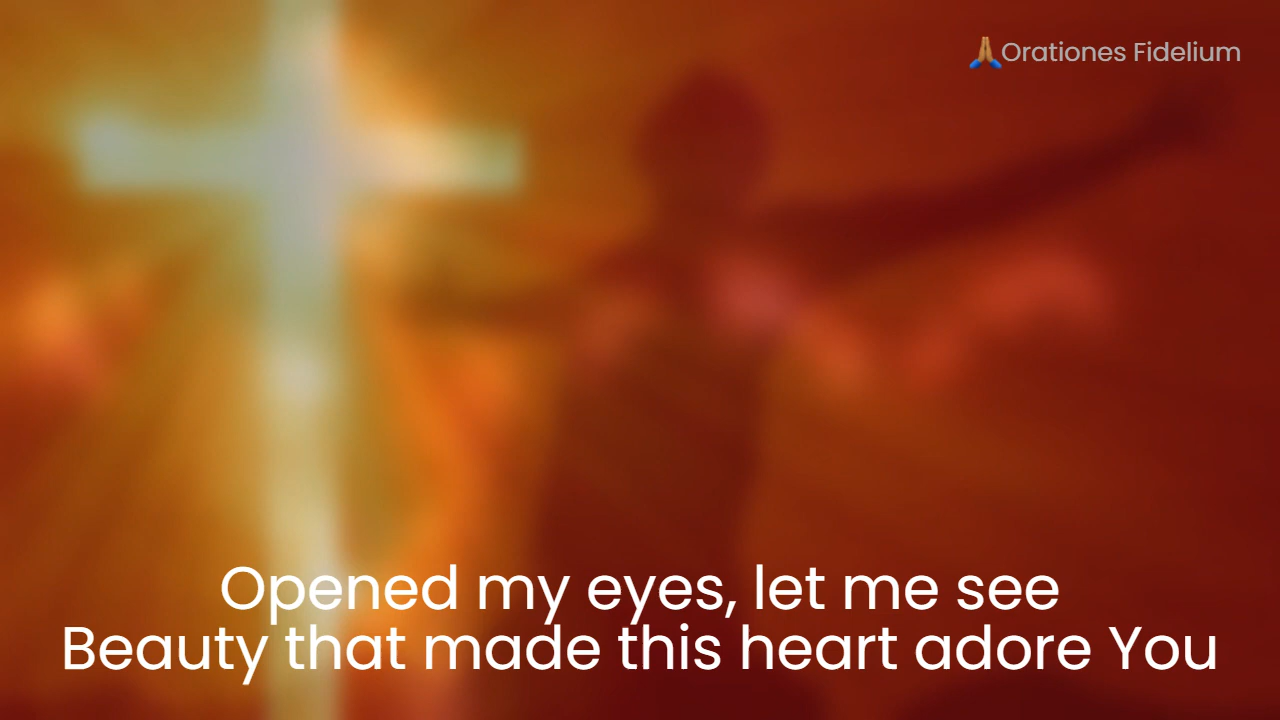 🙏🏽Orationes Fidelium
Opened my eyes, let me see
Beauty that made this heart adore You